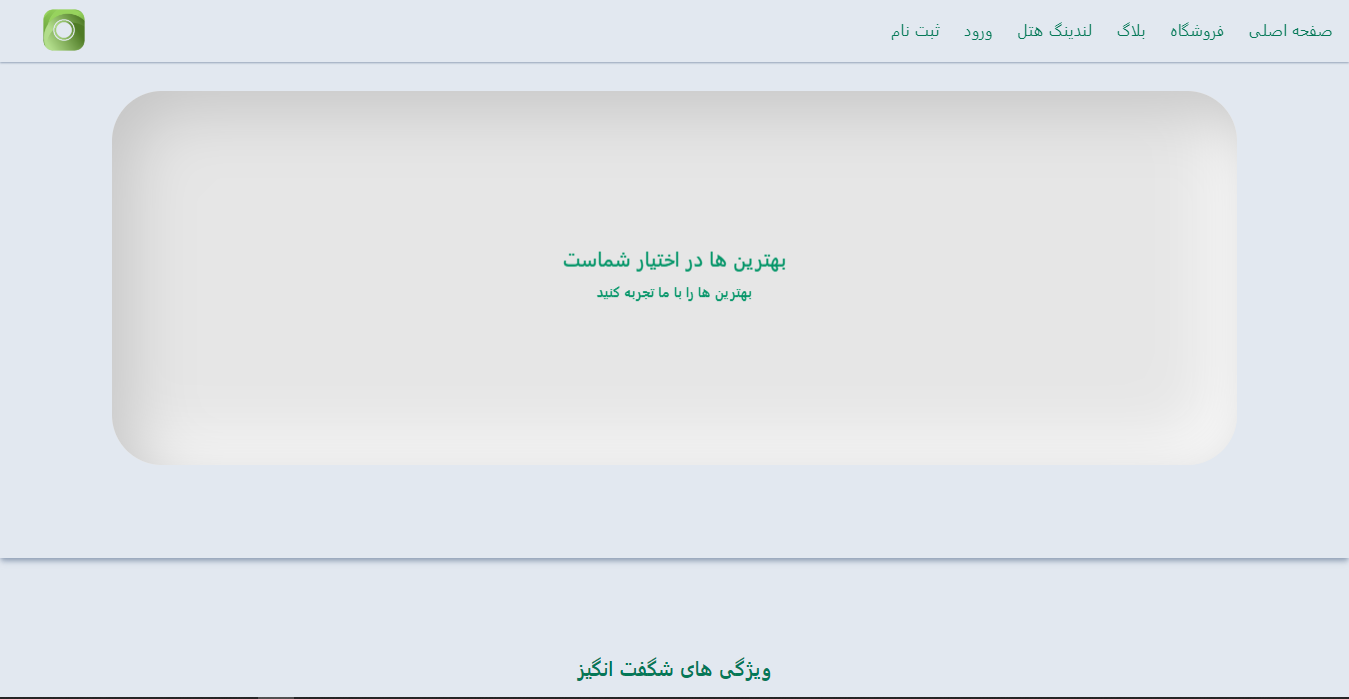 صفحه اصلی فروشگاه بلاگ لندینگ هتل ورود ثبت نام
بهترین ها در اختیار شماست
بهترین ها را با ما تجربه کنید
ویژگی های شگفت انگیز